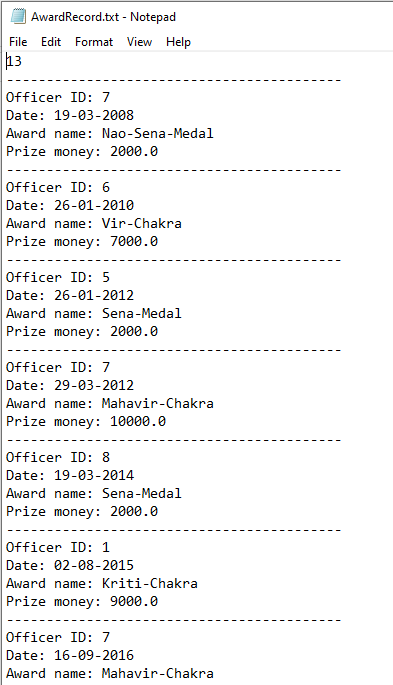 AwardRecord.txt - Notepad
File Edit Format View Help
13
------------------------------------------
Officer ID: 7
Date: 19-03-2008
Award name: Nao-Sena-Medal
Prize money: 2000.0
------------------------------------------
Officer ID: 6
Date: 26-01-2010
Award name: Vir-Chakra
Prize money: 7000.0
------------------------------------------
Officer ID: 5
Date: 26-01-2012
Award name: Sena-Medal
Prize money: 2000.0
------------------------------------------
Officer ID: 7
Date: 29-03-2012
Award name: Mahavir-Chakra
Prize money: 10000.0
------------------------------------------
Officer ID: 8
Date: 19-03-2014
Award name: Sena-Medal
Prize money: 2000.0
------------------------------------------
Officer ID: 1
Date: 02-08-2015
Award name: Kriti-Chakra
Prize money: 9000.0
------------------------------------------
Officer ID: 7
Date: 16-09-2016
Award name: Mahavir-Chakra